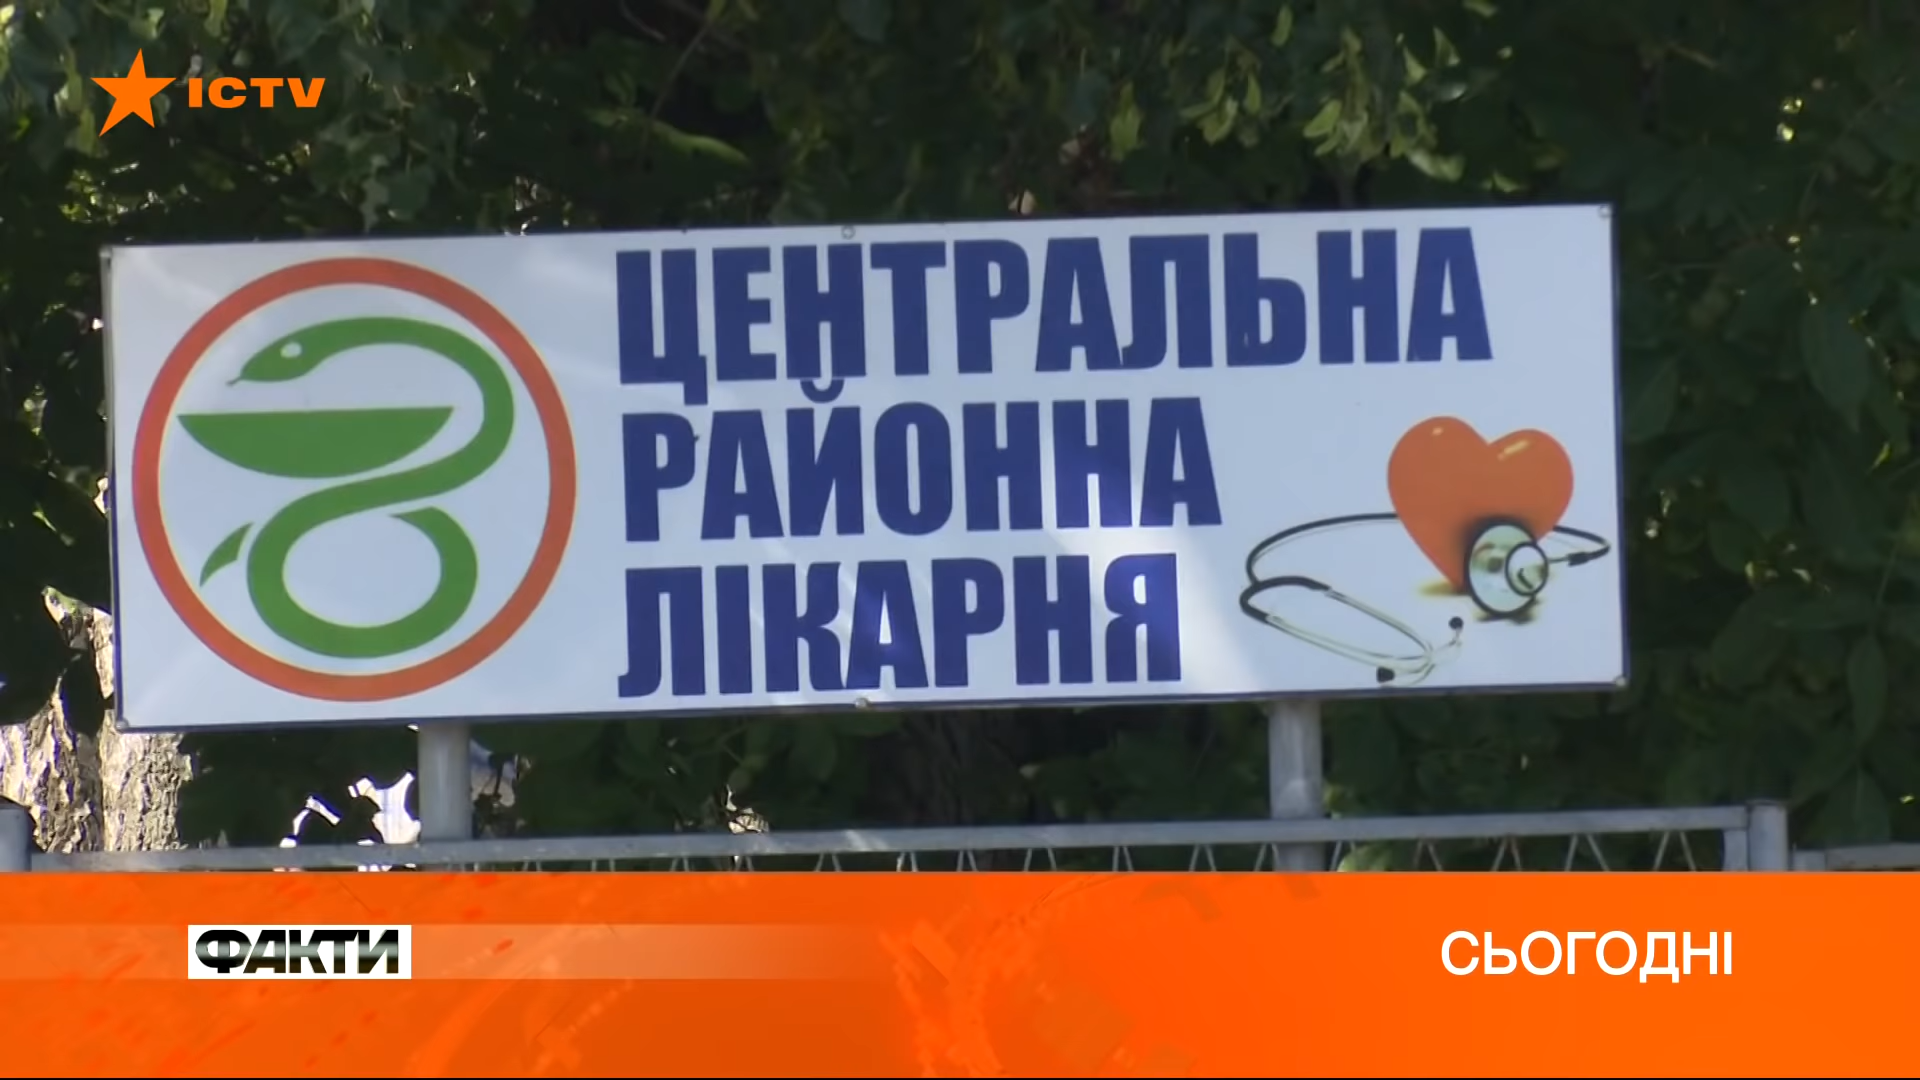 ICTV
ЦЕНТРАЛЬНА
РАЙОННА
ЛІКАРНЯ
ФАКТИ
СЬОГОДНІ